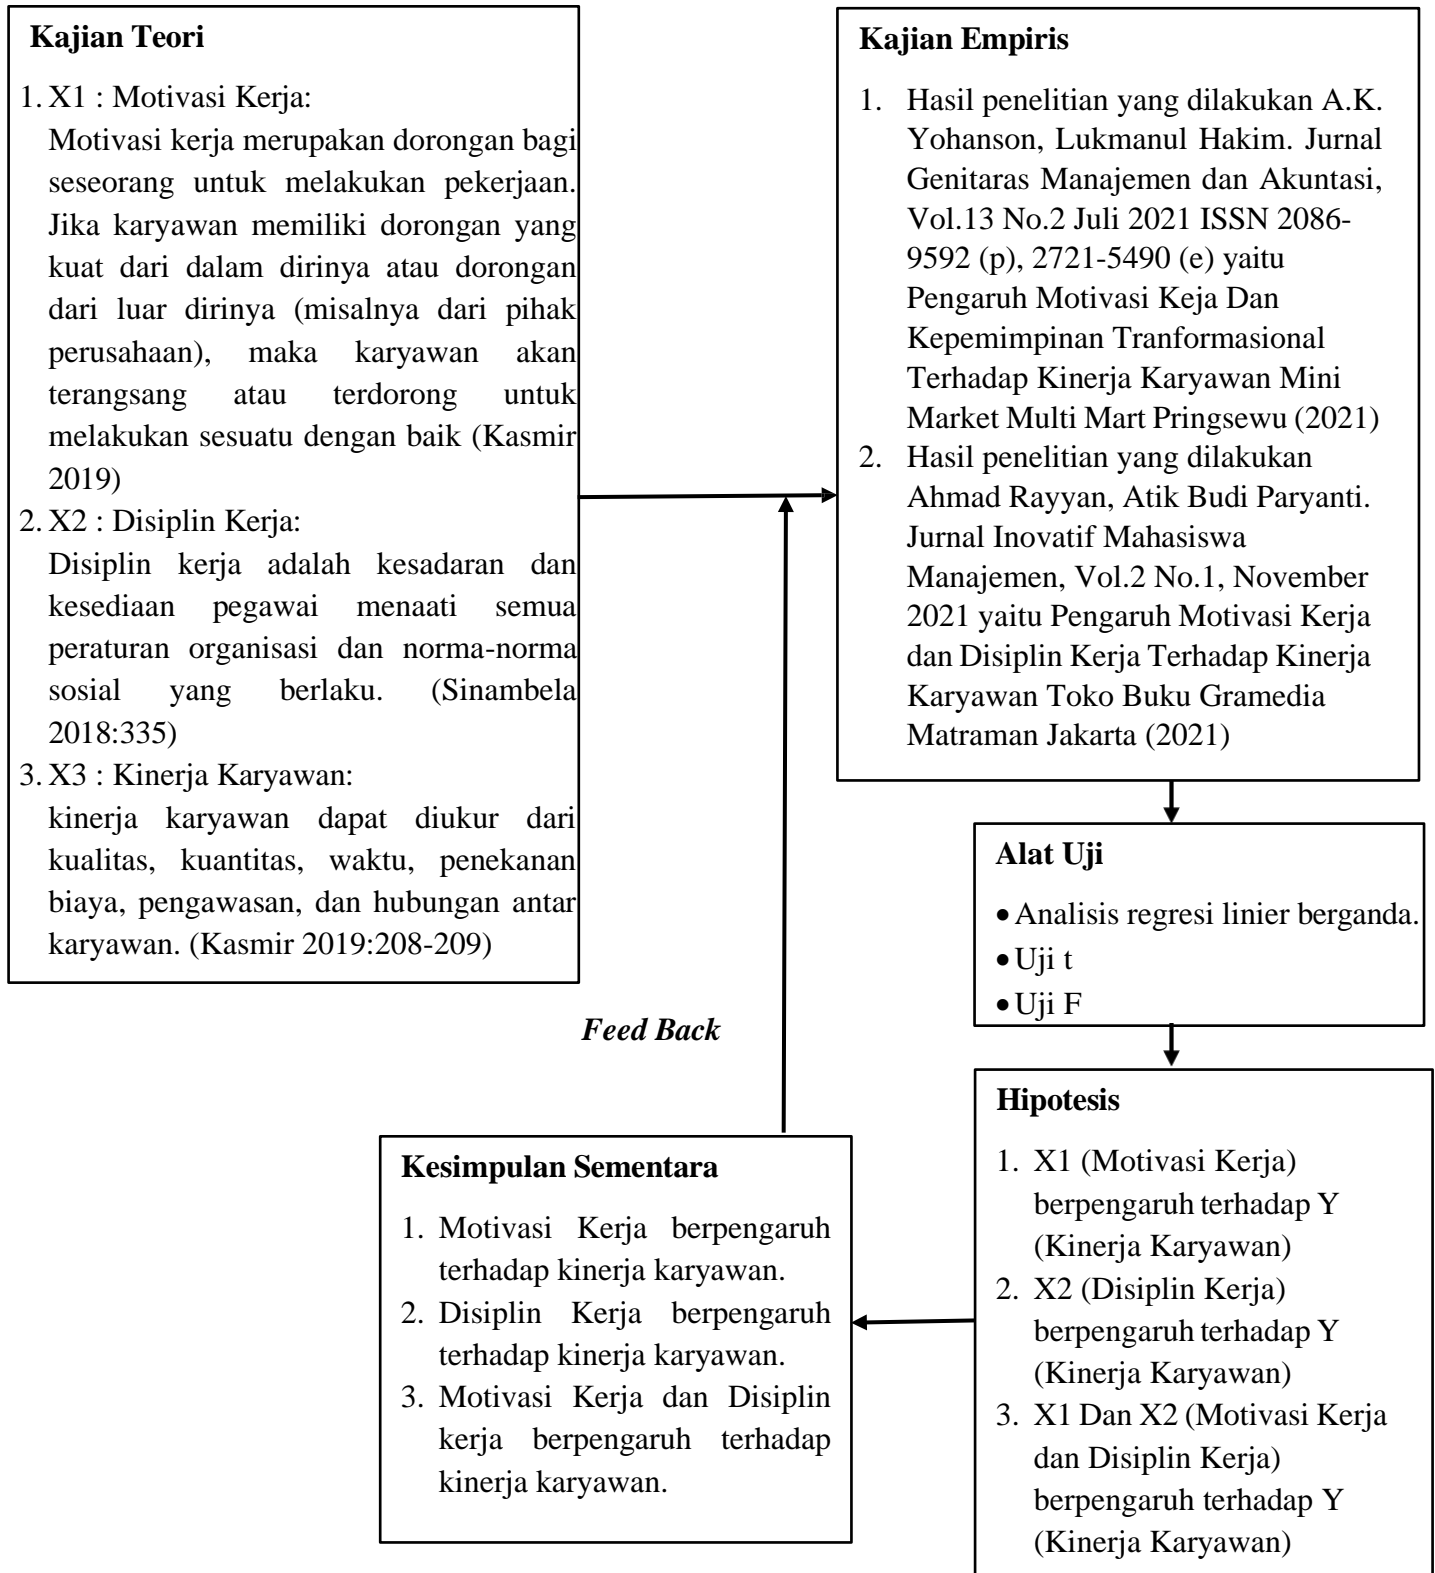 Kajian Teori
1. X1 : Motivasi Kerja:
Motivasi kerja merupakan dorongan bagi
seseorang untuk melakukan pekerjaan.
Jika karyawan memiliki dorongan yang
kuat dari dalam dirinya atau dorongan
dari luar dirinya (misalnya dari pihak
perusahaan), maka karyawan akan
terangsang atau terdorong untuk
melakukan sesuatu dengan baik (Kasmir
2019)
2. X2 : Disiplin Kerja:
Disiplin kerja adalah kesadaran dan
kesediaan pegawai menaati semua
peraturan organisasi dan norma-norma
sosial yang berlaku. (Sinambela
2018:335)
3. X3 : Kinerja Karyawan:
kinerja karyawan dapat diukur dari
kualitas, kuantitas, waktu, penekanan
biaya, pengawasan, dan hubungan antar
karyawan. (Kasmir 2019:208-209)
Kajian Empiris
1. Hasil penelitian yang dilakukan A.K.
Yohanson, Lukmanul Hakim. Jurnal
Genitaras Manajemen dan Akuntasi,
Vol.13 No.2 Juli 2021 ISSN 2086-
9592 (p), 2721-5490 (e) yaitu
Pengaruh Motivasi Keja Dan
Kepemimpinan Tranformasional
Terhadap Kinerja Karyawan Mini
Market Multi Mart Pringsewu (2021)
2. Hasil penelitian yang dilakukan
Ahmad Rayyan, Atik Budi Paryanti.
Jurnal Inovatif Mahasiswa
Manajemen, Vol.2 No.1, November
2021 yaitu Pengaruh Motivasi Kerja
dan Disiplin Kerja Terhadap Kinerja
Karyawan Toko Buku Gramedia
Matraman Jakarta (2021)
Alat Uji
• Analisis regresi linier berganda.
• Uji t
• Uji F
Feed Back
Hipotesis
1. X1 (Motivasi Kerja)
berpengaruh terhadap Y
(Kinerja Karyawan)
2. X2 (Disiplin Kerja)
berpengaruh terhadap Y
(Kinerja Karyawan)
3. X1 Dan X2 (Motivasi Kerja
dan Disiplin Kerja)
berpengaruh terhadap Y
(Kinerja Karyawan)
Kesimpulan Sementara
1. Motivasi Kerja berpengaruh
terhadap kinerja karyawan.
2. Disiplin Kerja berpengaruh
terhadap kinerja karyawan.
3. Motivasi Kerja dan Disiplin
kerja berpengaruh terhadap
kinerja karyawan.